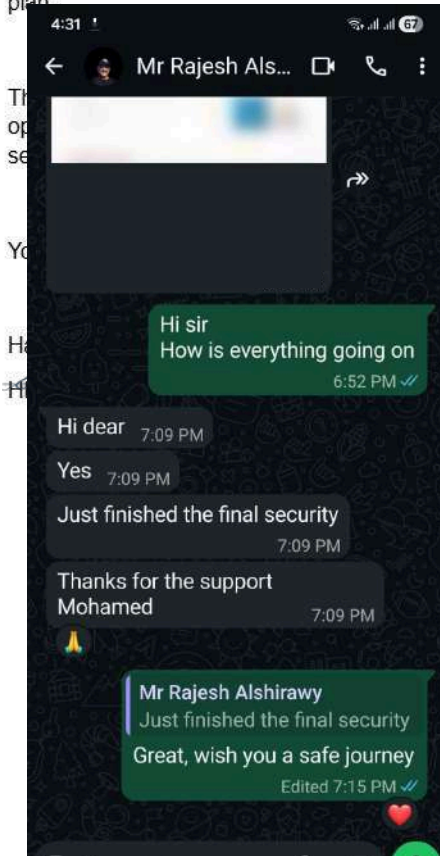 4:31
67
Mr Rajesh Als...
Hi sir
How is everything going on
6:52 PM
Hi dear 7:09 PM
Yes 7:09 PM
Just finished the final security
7:09 PM
Thanks for the support
Mohamed 7:09 PM
Mr Rajesh Alshirawy
Just finished the final security
Great, wish you a safe journey
Edited 7:15 PM